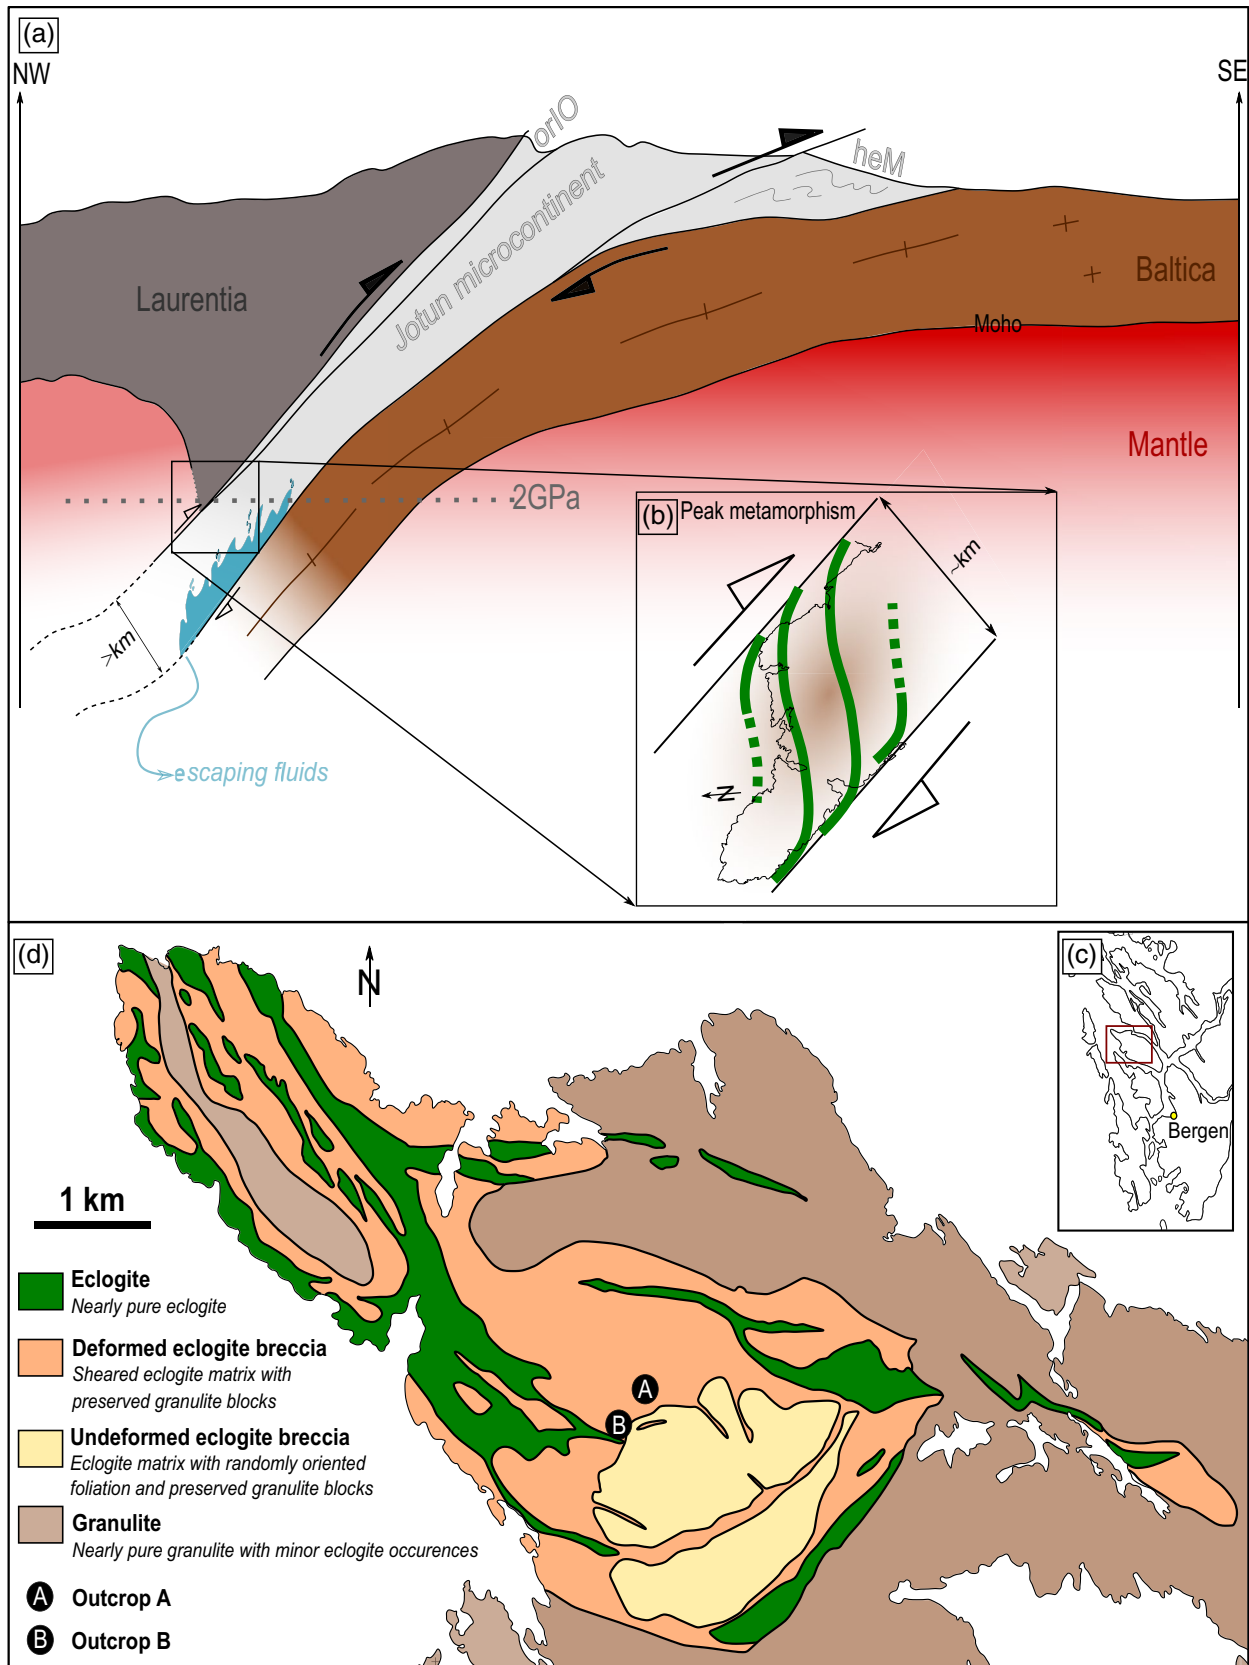 (a)
NW
SE
orIO
heM
Jotun microcontinent
Laurentia
Baltica
Moho
Mantle
2GPa
>km
escaping fluids
(b)
Peak metamorphism
~km
N
(d)
N
(c)
Bergen
1 km
Eclogite
Nearly pure eclogite
Deformed eclogite breccia
Sheared eclogite matrix with
preserved granulite blocks
Undeformed eclogite breccia
Eclogite matrix with randomly oriented
foliation and preserved granulite blocks
Granulite
Nearly pure granulite with minor eclogite occurences
A Outcrop A
B Outcrop B
A
B